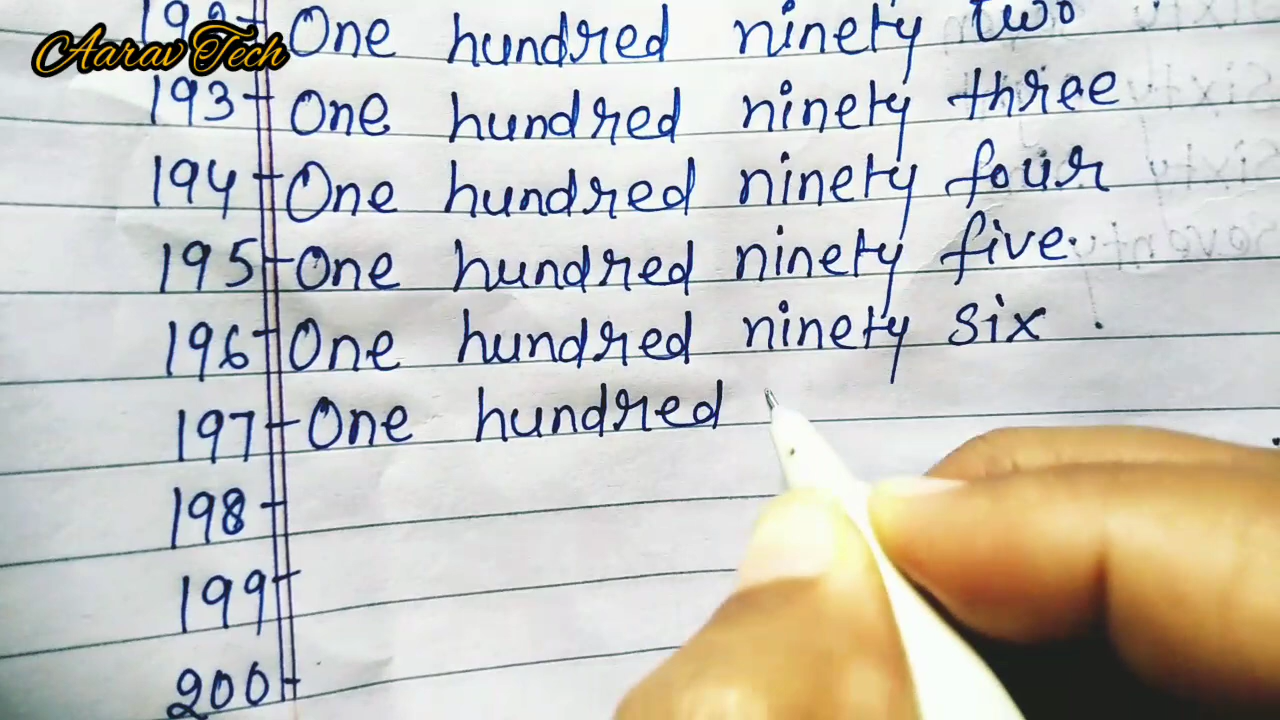 Aarav Tech
192 - One hundred ninety two
193 - One hundred ninety three
194 - One hundred ninety four
195 - One hundred ninety five
196 - One hundred ninety six
197 - One hundred
198 -
199 -
200 -